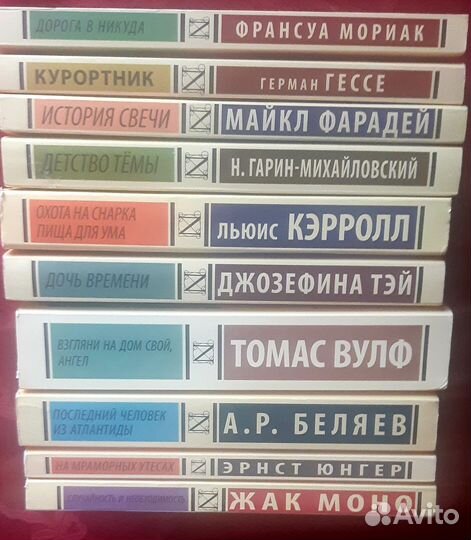 ДОРОГА В НИКУДА ФРАНСУА МОРИАК
КУРОРТНИК ГЕРМАН ГЕССЕ
ИСТОРИЯ СВЕЧИ МАЙКЛ ФАРАДЕЙ
ДЕТСТВО ТЁМЫ Н. ГАРИН-МИХАЙЛОВСКИЙ
ОХОТА НА СНАРКА
ПИЩА ДЛЯ УМА
ЛЬЮИС КЭРРОЛЛ
ДОЧЬ ВРЕМЕНИ ДЖОЗЕФИНА ТЭЙ
ВЗГЛЯНИ НА ДОМ СВОЙ,
АНГЕЛ
ТОМАС ВУЛФ
ПОСЛЕДНИЙ ЧЕЛОВЕК
ИЗ АТЛАНТИДЫ
А.Р. БЕЛЯЕВ
НА МРАМОРНЫХ УТЕСАХ ЭРНСТ ЮНГЕР
СЛУЧАЙНОСТЬ И НЕОБХОДИМОСТЬ ЖАК МОНО
Avito